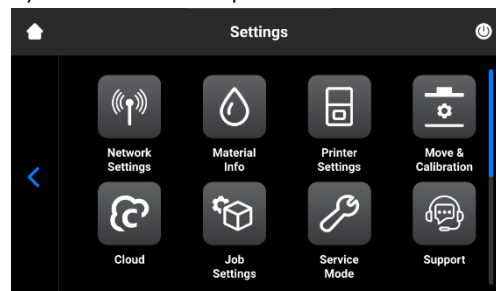 Settings
Network
Settings
Material
Info
Printer
Settings
Move &
Calibration
Cloud
Job
Settings
Service
Mode
Support